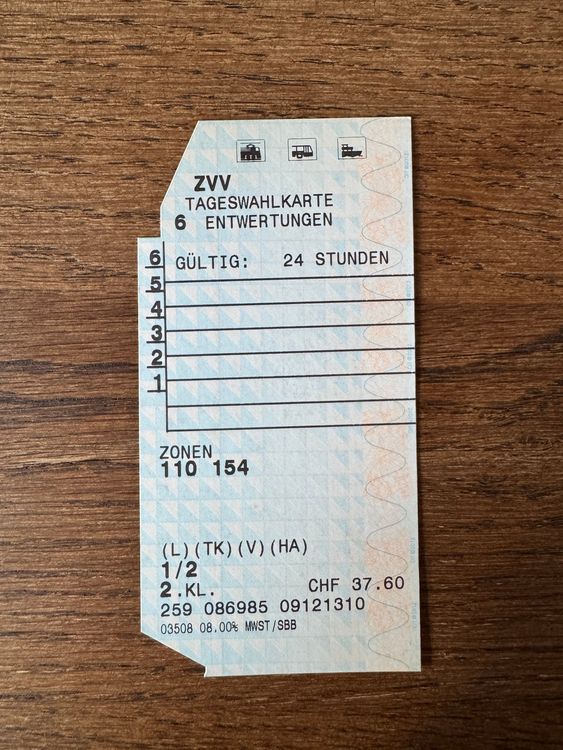 ZVV
TAGESWAHLKARTE
6 ENTWERTUNGEN
6 GÜLTIG: 24 STUNDEN
5
4
3
2
1
ZONEN
110 154
(L)(TK)(V)(HA)
1/2
2.KL. CHF 37.60
259 086985 09121310
03508 08.00% MWST/SBB